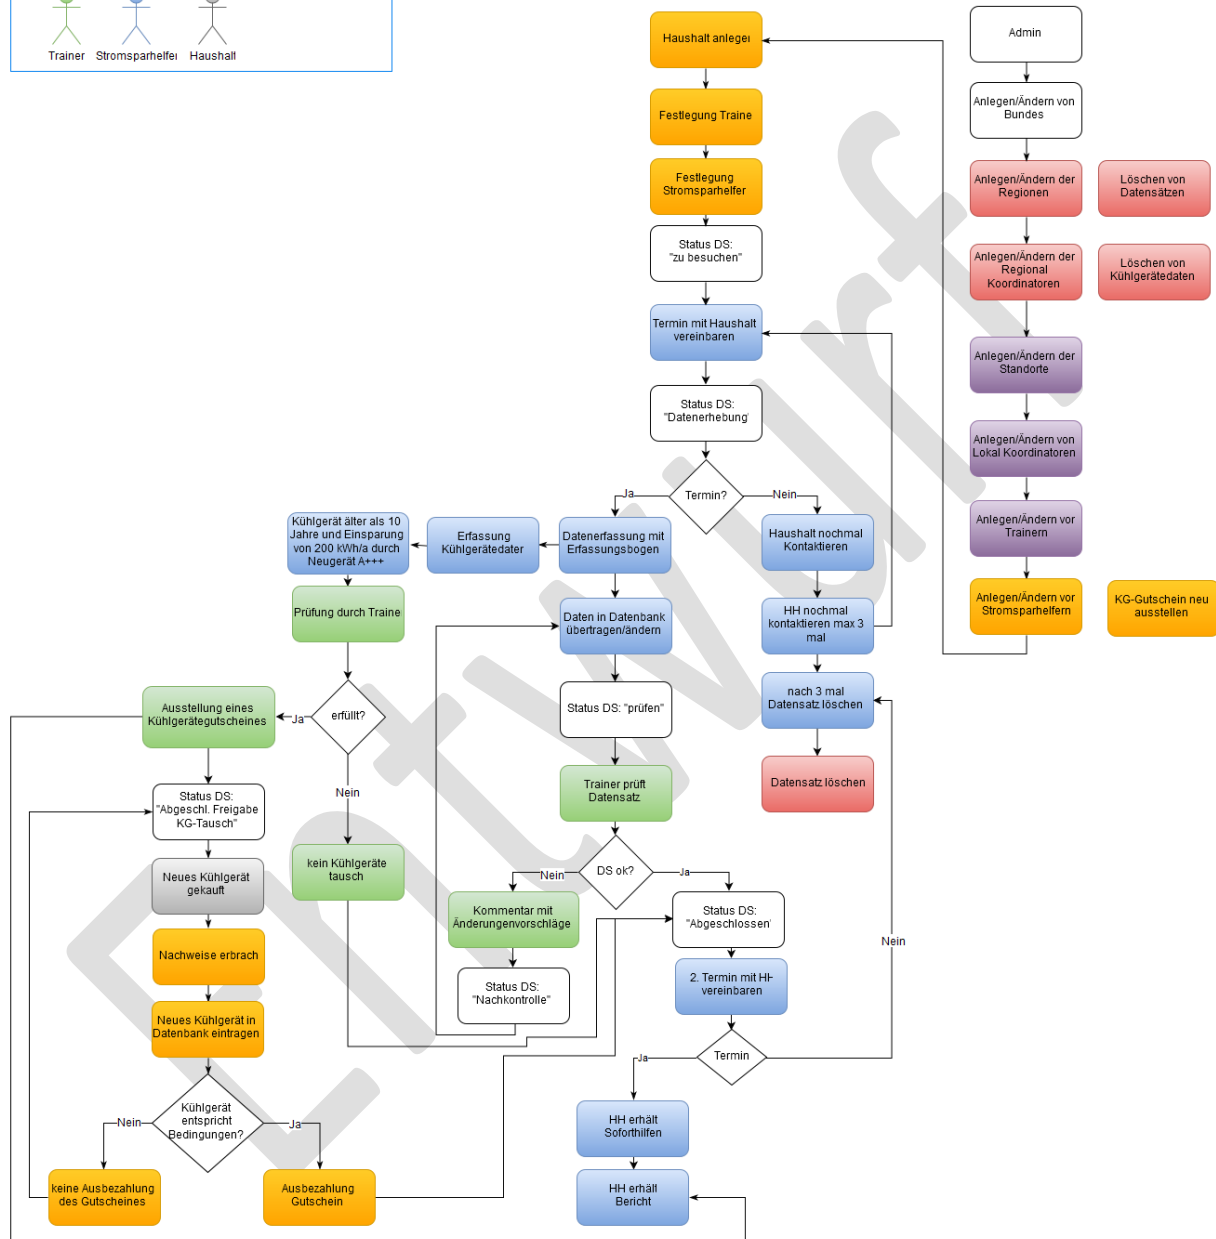 Trainer Stromsparhelfer Haushalt
Haushalt anlegen
Admin
Anlegen/Ändern von
Bundes
Festlegung Traine
Festlegung
Stromsparhelfer
Anlegen/Ändern der
Regionen
Löschen von
Datensätzen
Status DS:
"zu besuchen"
Anlegen/Ändern der
Regional
Koordinatoren
Löschen von
Kühlgerätedaten
Termin mit Haushalt
vereinbaren
Anlegen/Ändern der
Standorte
Status DS:
"Datenerhebung
Anlegen/Ändern von
Lokal Koordinatoren
Termin?
Ja
Nein
Kühlgerät älter als 10
Jahre und Einsparung
von 200 kWh/a durch
Neugerät A+++
Erfassung
Kühlgerätedater
Datenerfassung mit
Erfassungsbogen
Haushalt nochmal
Kontaktieren
Anlegen/Ändern vor
Trainern
Prüfung durch Traine
Daten in Datenbank
übertragen/ändern
HH nochmal
kontaktieren max 3
mal
Anlegen/Ändern vor
Stromsparhelfern
KG-Gutschein neu
ausstellen
Ausstellung eines
Kühlgerätegutscheines
Ja
erfüllt?
Status DS: "prüfen"
nach 3 mal
Datensatz löschen
Nein
Status DS:
"Abgeschl. Freigabe
KG-Tausch"
Trainer prüft
Datensatz
Datensatz löschen
Neues Kühlgerät
gekauft
kein Kühlgeräte
tausch
DS ok?
Nein
Ja
Kommentar mit
Änderungenvorschläge
Status DS:
"Abgeschlossen
Nein
Nachweise erbrach
Status DS:
"Nachkontrolle"
2. Termin mit HH
vereinbaren
Neues Kühlgerät in
Datenbank eintragen
Termin
Ja
Kühlgerät
entspricht
Bedingungen?
Nein
Ja
HH erhält
Soforthilfen
keine Ausbezahlung
des Gutscheines
Ausbezahlung
Gutschein
HH erhält
Bericht
Entwurf